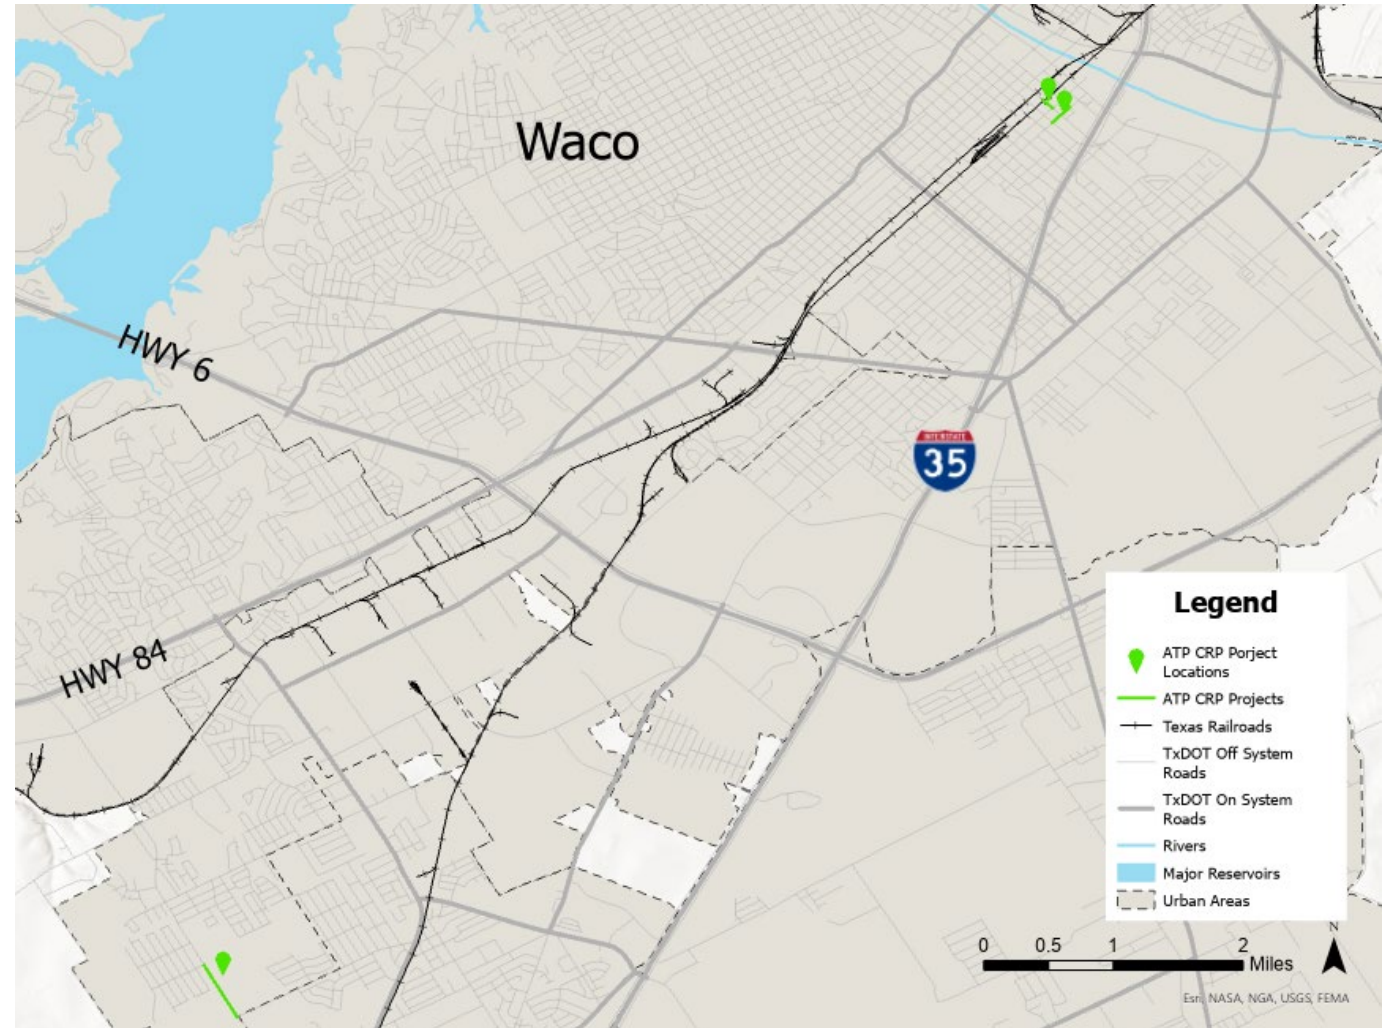 Waco
HWY 6
INTERSTATE
35
HWY 84
Legend
ATP CRP Porject
Locations
ATP CRP Projects
Texas Railroads
TxDOT Off System
Roads
TxDOT On System
Roads
Rivers
Major Reservoirs
Urban Areas
N
0 0.5 1 2
Miles
Esri, NASA, NGA, USGS, FEMA